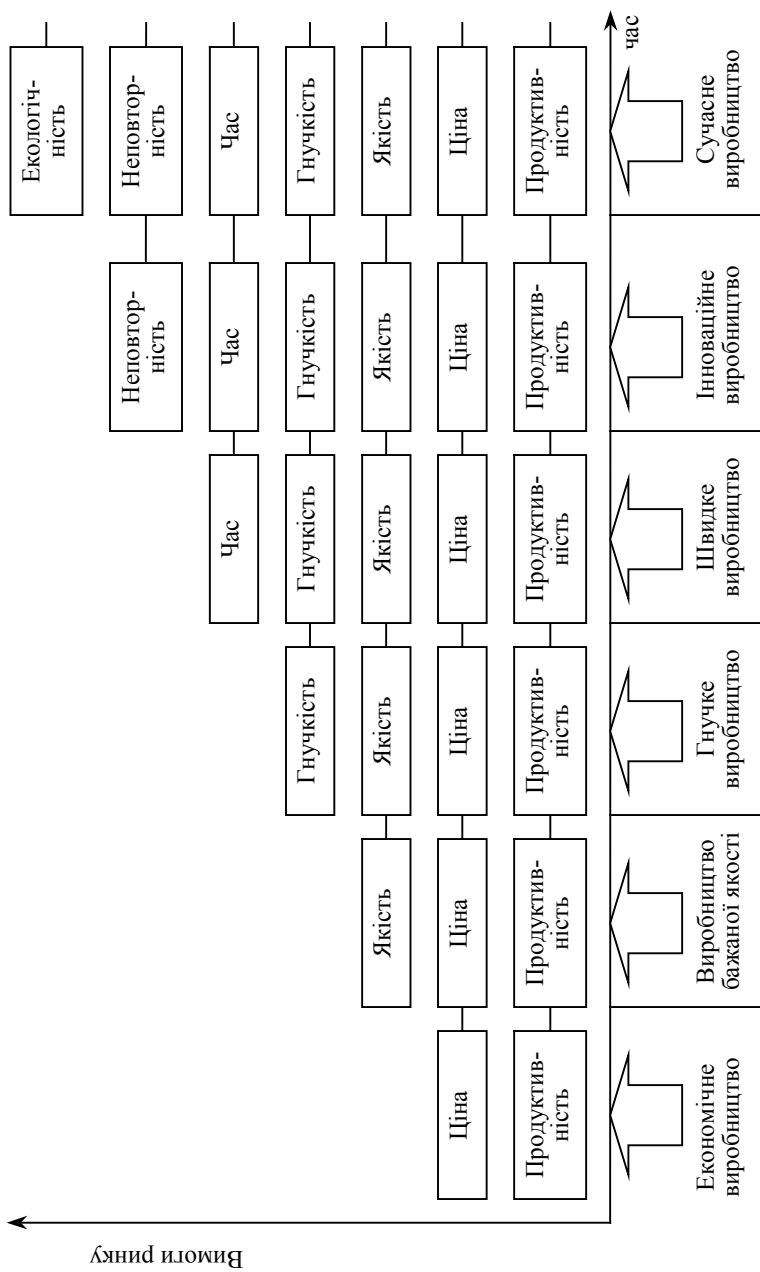 Вимоги ринку
Екологіч-
ність
Неповтор-
ність
Неповтор-
ність
Час
Час
Час
Гнучкість
Гнучкість
Гнучкість
Гнучкість
Якість
Якість
Якість
Якість
Якість
Ціна
Ціна
Ціна
Ціна
Ціна
Ціна
Продуктив-
ність
Продуктив-
ність
Продуктив-
ність
Продуктив-
ність
Продуктив-
ність
Продуктив-
ність
час
Економічне
виробництво
Виробництво
бажаної якості
Гнучке
виробництво
Швидке
виробництво
Інноваційне
виробництво
Сучасне
виробництво